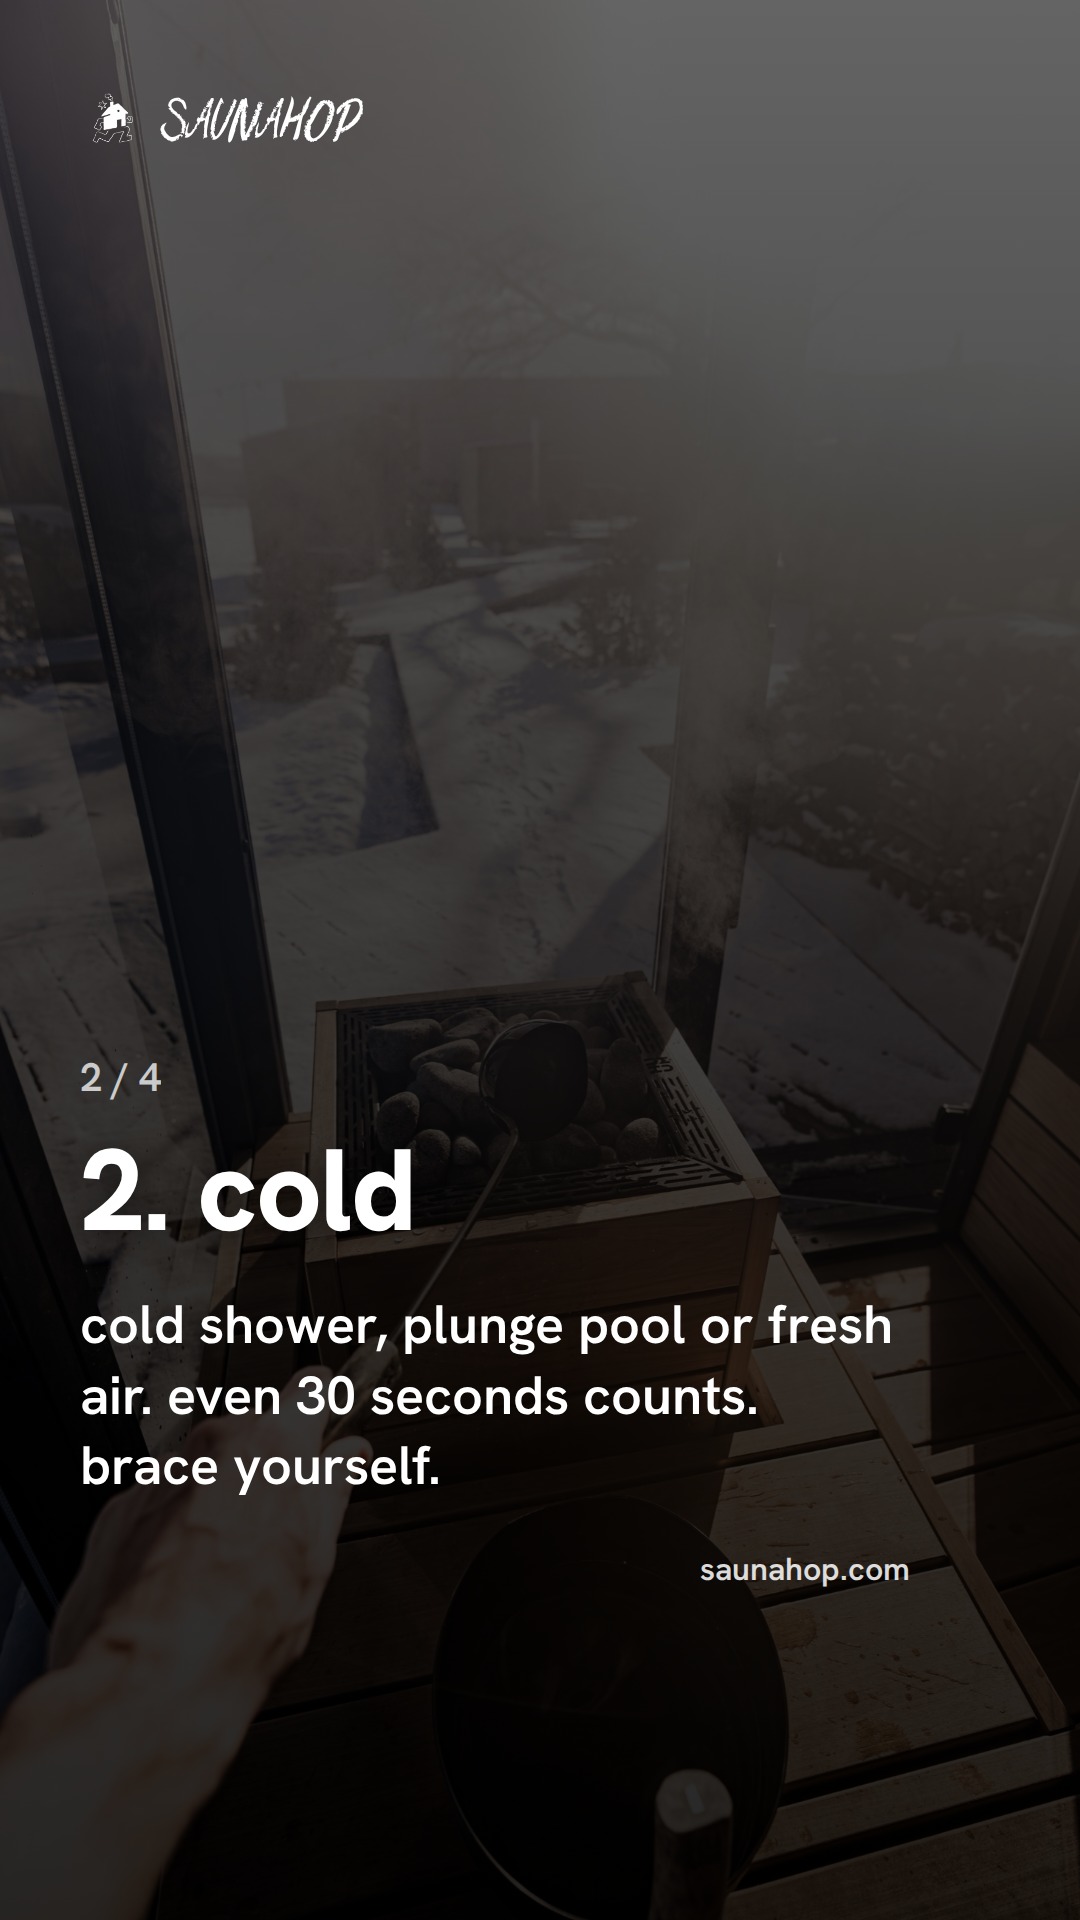 SAUNAHOP
2 / 4
2. cold
cold shower, plunge pool or fresh
air. even 30 seconds counts.
brace yourself.
saunahop.com